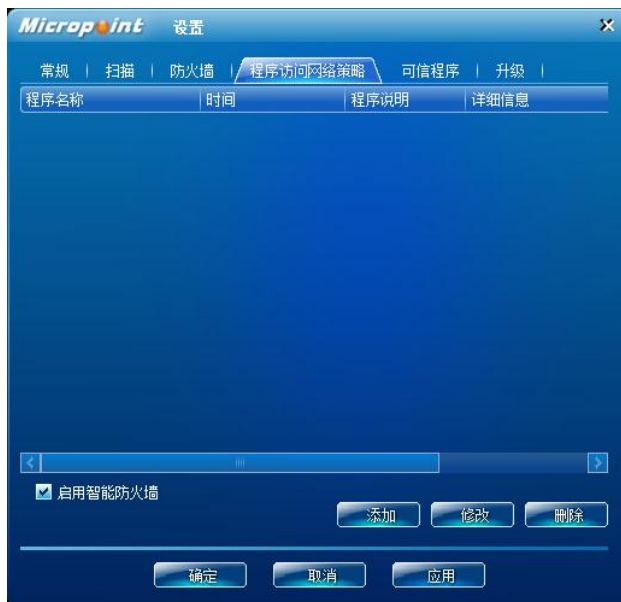 Micropoint 设置
常规 | 扫描 | 防火墙 | 程序访问网络策略 可信程序 | 升级 |
程序名称 时间 程序说明 详细信息
启用智能防火墙
添加 修改 删除
确定 取消 应用